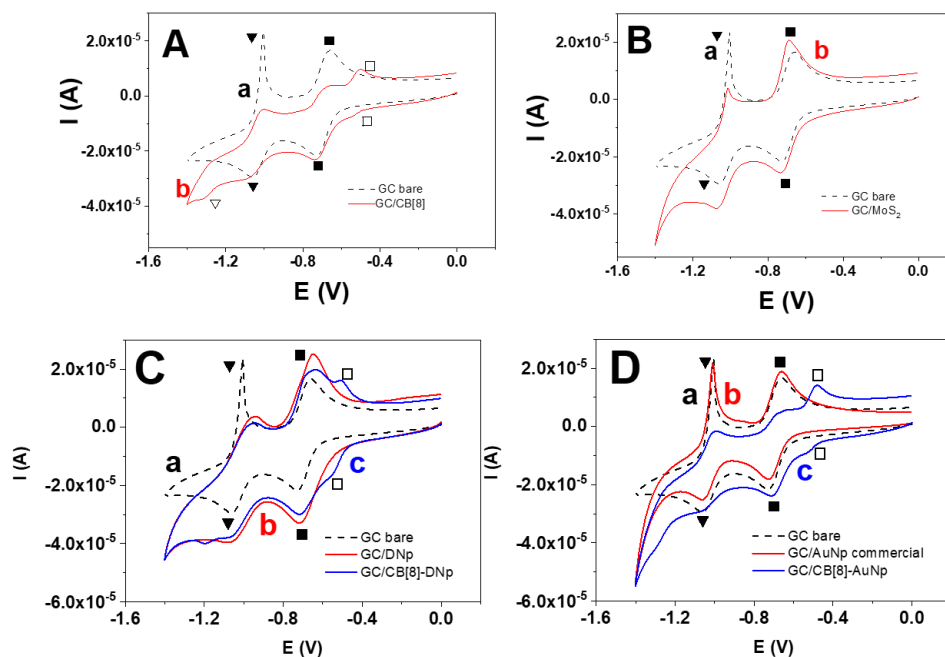 A
2.0x10⁻⁵
0.0
-2.0x10⁻⁵
-4.0x10⁻⁵
I (A)
a
b
GC bare
GC/CB[8]
-1.6
-1.2
-0.8
-0.4
0.0
E (V)
B
2.0x10⁻⁵
0.0
-2.0x10⁻⁵
-4.0x10⁻⁵
I (A)
a
b
GC bare
GC/MoS₂
-1.6
-1.2
-0.8
-0.4
0.0
E (V)
C
2.0x10⁻⁵
0.0
-2.0x10⁻⁵
-4.0x10⁻⁵
-6.0x10⁻⁵
I (A)
a
b
c
GC bare
GC/DNp
GC/CB[8]-DNp
-1.6
-1.2
-0.8
-0.4
0.0
E (V)
D
2.0x10⁻⁵
0.0
-2.0x10⁻⁵
-4.0x10⁻⁵
-6.0x10⁻⁵
I (A)
a
b
c
GC bare
GC/AuNp commercial
GC/CB[8]-AuNp
-1.6
-1.2
-0.8
-0.4
0.0
E (V)